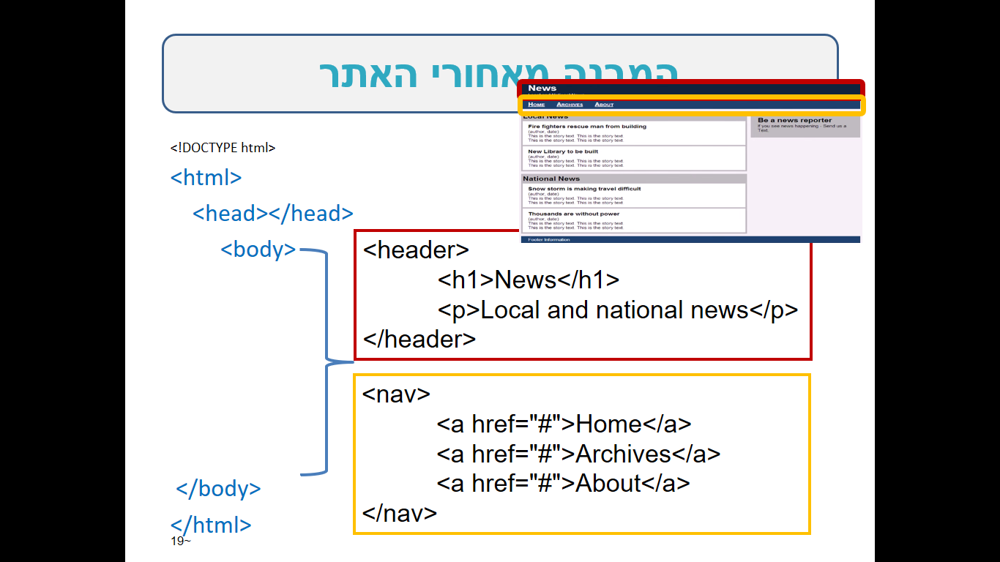 המבנה מאחורי האתר
News
HOME ARCHIVES ABOUT
Local News
Fire fighters rescue man from building
(author, date)
This is the story text. This is the story text
This is the story text. This is the story text.
New Library to be built
(author, date)
This is the story text. This is the story text
This is the story text. This is the story text.
National News
Snow storm is making travel difficult
(author, date)
This is the story text. This is the story text.
This is the story text. This is the story text.
Thousands are without power
(author, date)
This is the story text. This is the story text.
This is the story text. This is the story text.
Be a news reporter
If you see news happening - Send us a
Text.
Footer Information
<!DOCTYPE html>
<html>
<head></head>
<body>
<header>
<h1>News</h1>
<p>Local and national news</p>
</header>
<nav>
<a href="#">Home</a>
<a href="#">Archives</a>
<a href="#">About</a>
</nav>
</body>
</html>
19~